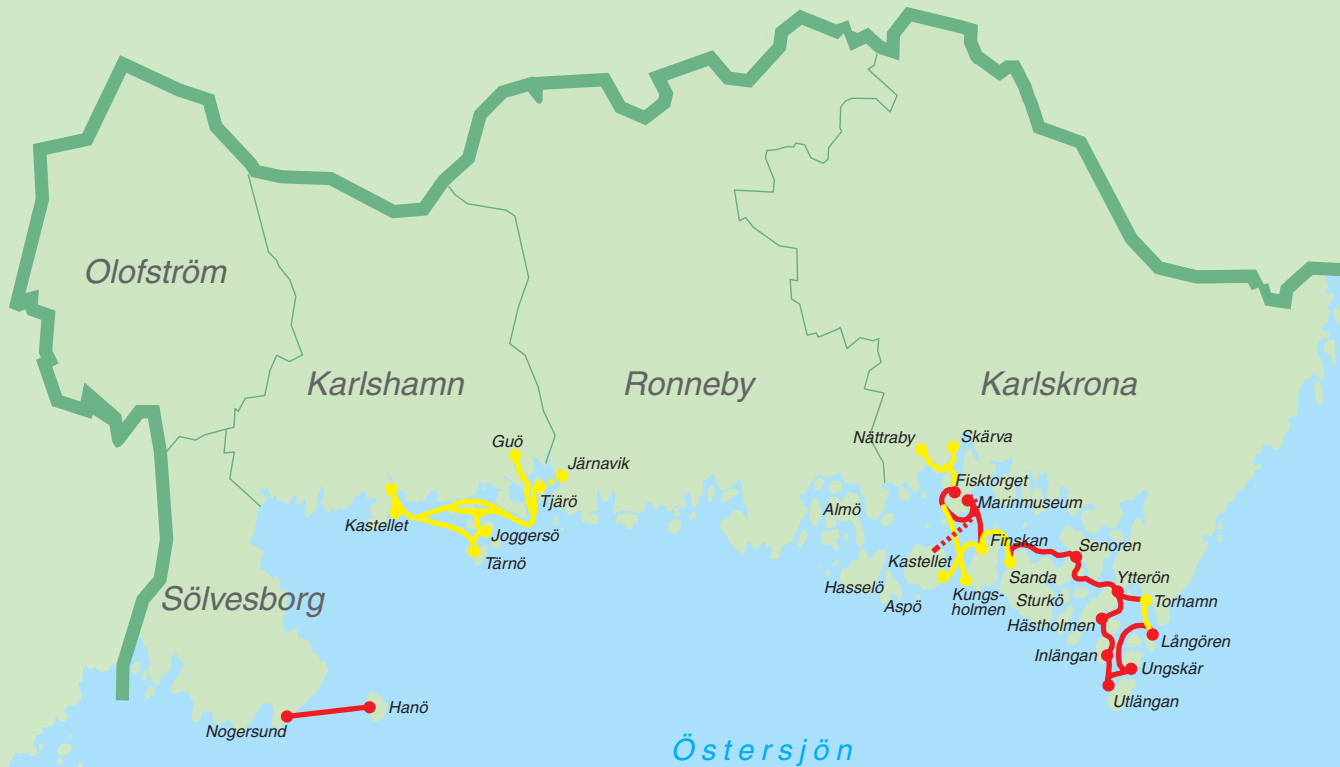 Olofström
Karlshamn
Ronneby
Karlskrona
Guö
Järnavik
Tjärö
Kastellet
Joggersö
Tärnö
Nättraby
Skärva
Fisktorget
Marinmuseum
Almö
Finskan
Kastellet
Senoren
Hasselö
Aspö
Kungs-
holmen
Sanda
Sturkö
Ytterön
Torhamn
Hästholmen
Långören
Inlängan
Ungskär
Utlängan
Sölvesborg
Hanö
Nogersund
Östersjön